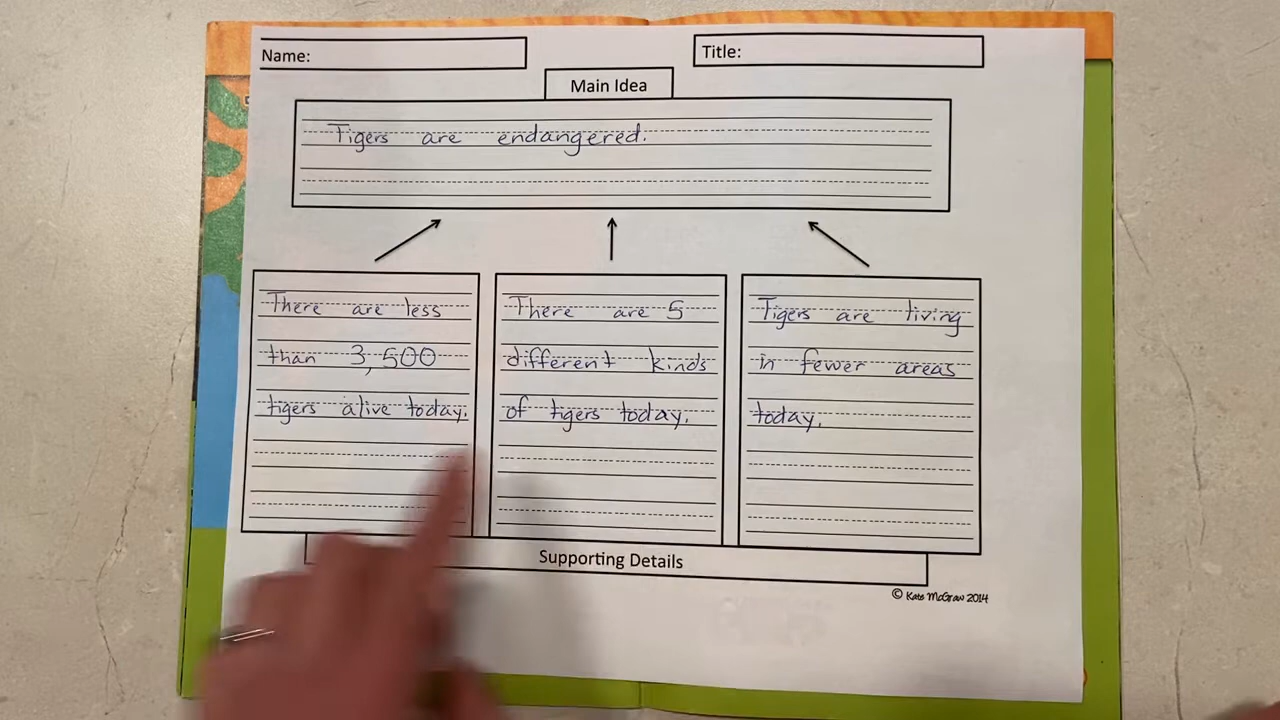 Name:
Title:
Main Idea
Tigers are endangered.
There are less
than 3,500
tigers alive today.
There are 5
different kinds
of tigers today.
Tigers are living
in fewer areas
today.
Supporting Details
© Kate McGraw 2014